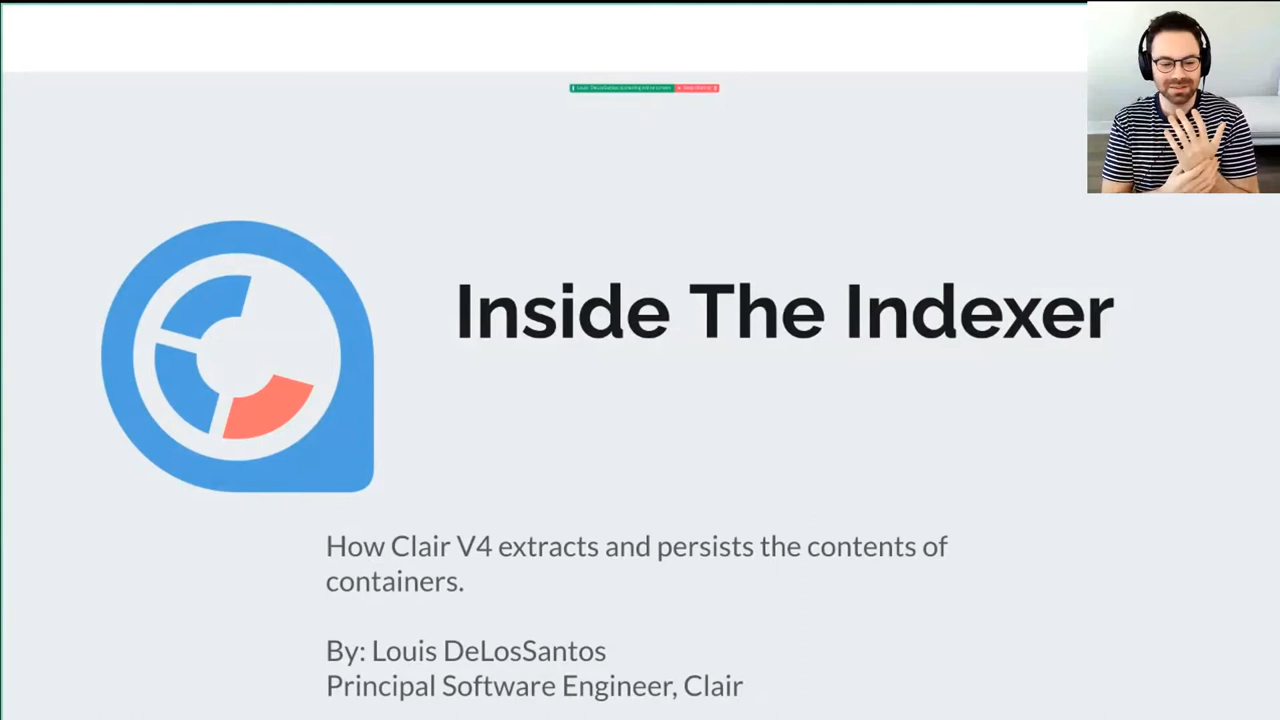 Inside The Indexer
How Clair V4 extracts and persists the contents of
containers.
By: Louis DeLosSantos
Principal Software Engineer, Clair